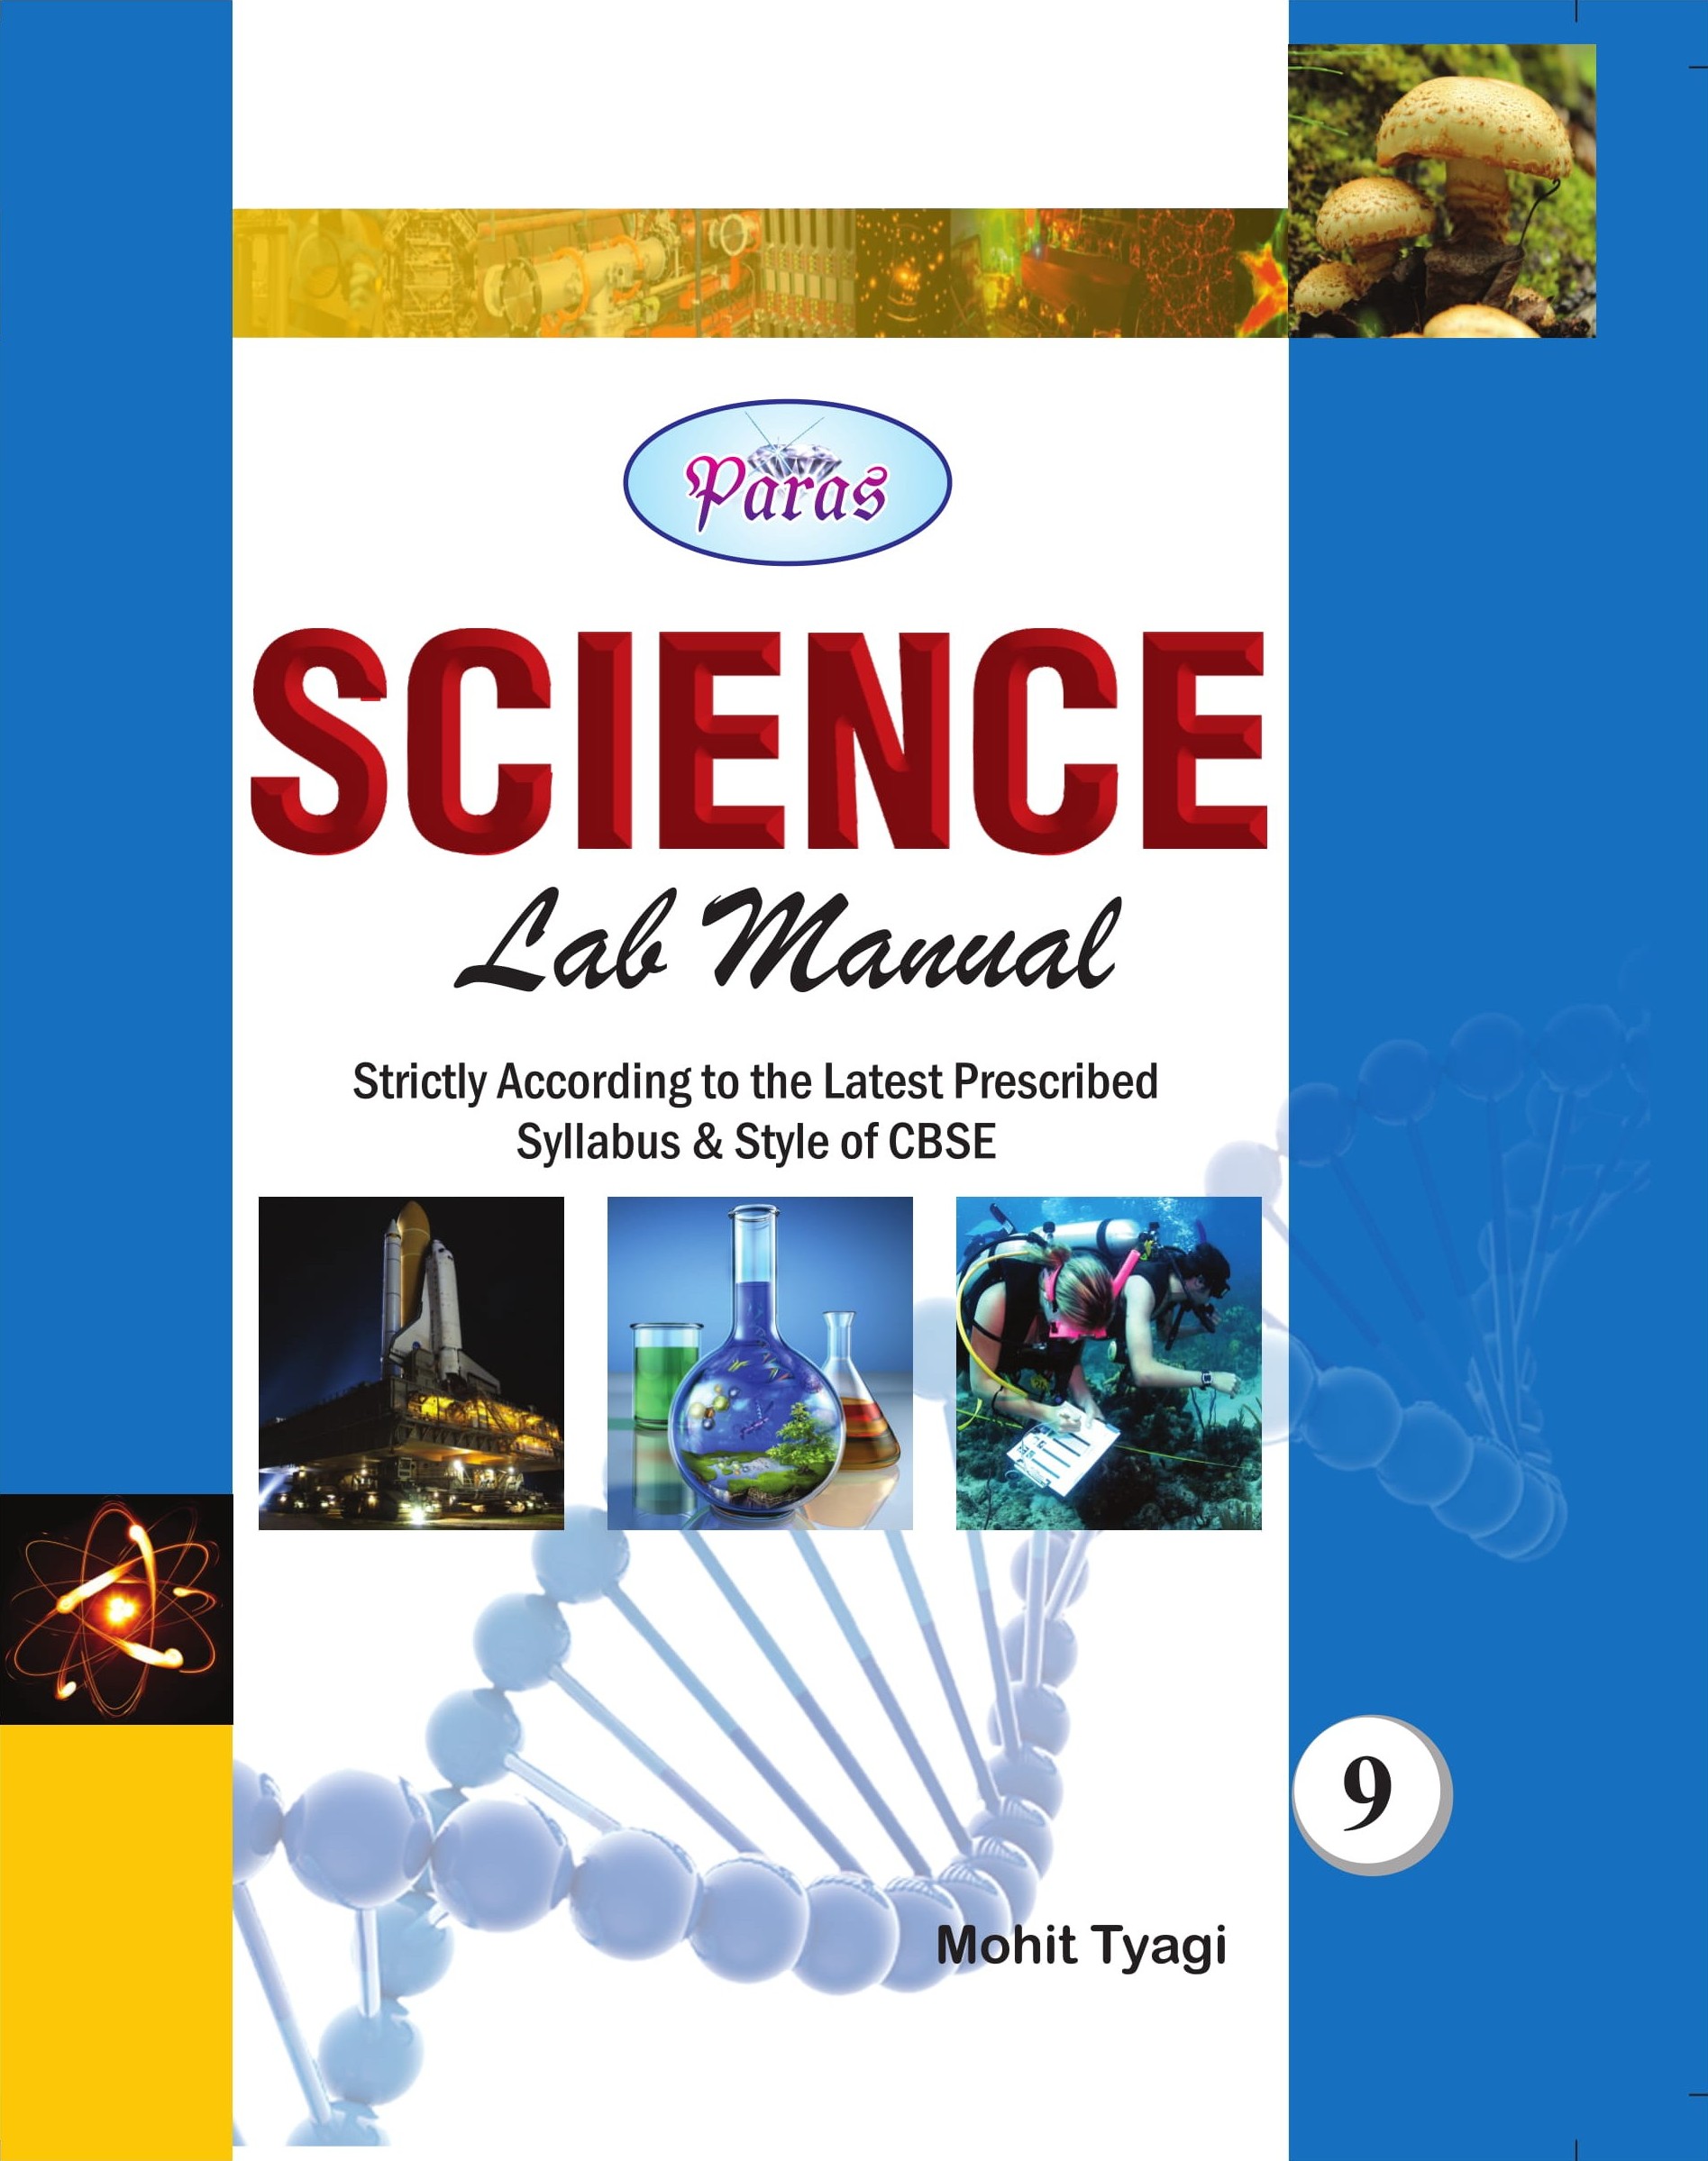 Paras
SCIENCE
Lab Manual
Strictly According to the Latest Prescribed
Syllabus & Style of CBSE
9
Mohit Tyagi